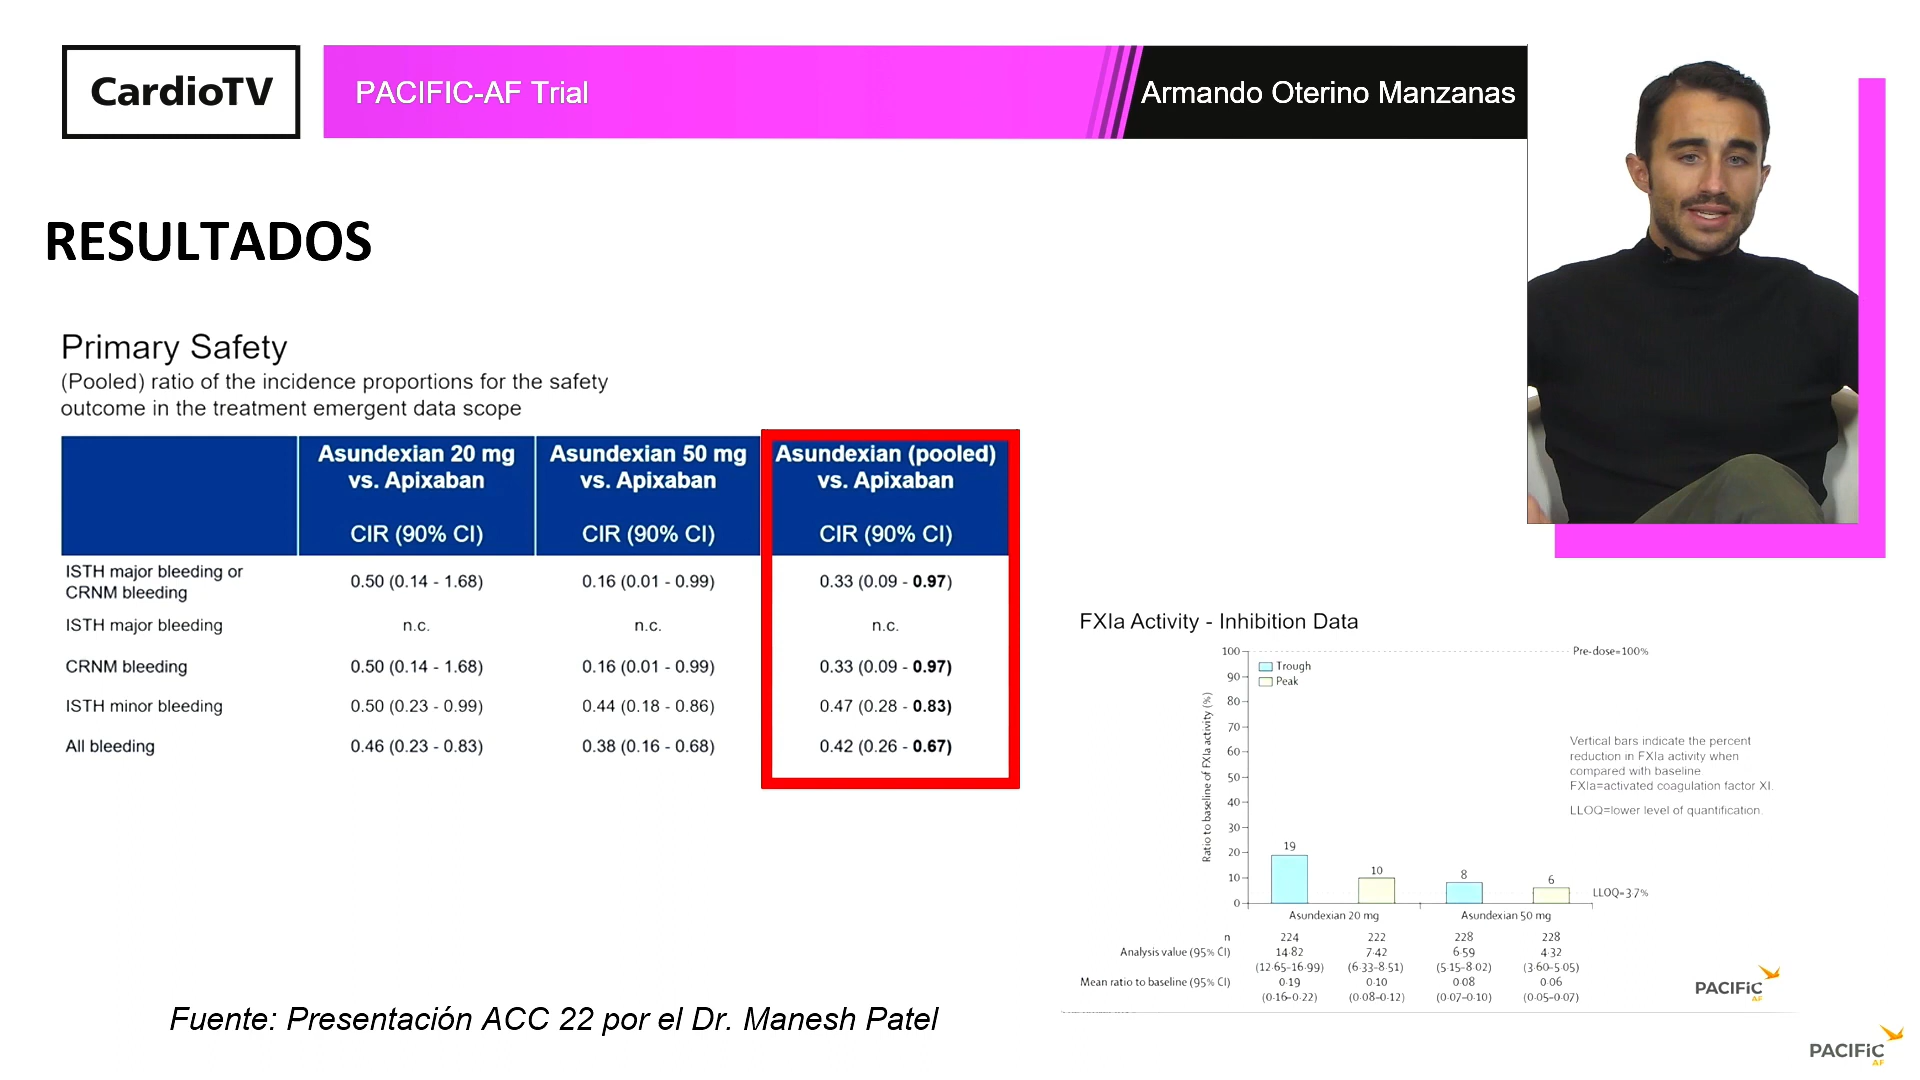 CardioTV
PACIFIC-AF Trial
Armando Oterino Manzanas
RESULTADOS
Primary Safety
(Pooled) ratio of the incidence proportions for the safety
outcome in the treatment emergent data scope
Asundexian 20 mg
vs. Apixaban
CIR (90% CI)
Asundexian 50 mg
vs. Apixaban
CIR (90% CI)
Asundexian (pooled)
vs. Apixaban
CIR (90% CI)
ISTH major bleeding or
CRNM bleeding
0.50 (0.14 - 1.68)
0.16 (0.01 - 0.99)
0.33 (0.09 - 0.97)
ISTH major bleeding
n.c.
n.c.
n.c.
CRNM bleeding
0.50 (0.14 - 1.68)
0.16 (0.01 - 0.99)
0.33 (0.09 - 0.97)
ISTH minor bleeding
0.50 (0.23 - 0.99)
0.44 (0.18 - 0.86)
0.47 (0.28 - 0.83)
All bleeding
0.46 (0.23 - 0.83)
0.38 (0.16 - 0.68)
0.42 (0.26 - 0.67)
FXIa Activity - Inhibition Data
Ratio to baseline of FXIa activity (%)
100
90
80
70
60
50
40
30
20
10
0
Trough
Peak
Pre-dose=100%
Vertical bars indicate the percent
reduction in FXIa activity when
compared with baseline
FXIa=activated coagulation factor XI.
LLOQ=lower level of quantification.
19
10
8
6
LLOQ=3·7%
Asundexian 20 mg
Asundexian 50 mg
n
224
222
228
228
Analysis value (95% CI)
14·82
7·42
6·59
4·32
(12·65–16·99)
(6·33–8·51)
(5·15–8·02)
(3·60–5·05)
Mean ratio to baseline (95% CI)
0·19
0·10
0·08
0·06
(0·16–0·22)
(0·08–0·12)
(0·07–0·10)
(0·05–0·07)
PACIFiC
AF
Fuente: Presentación ACC 22 por el Dr. Manesh Patel
PACIFiC
AF